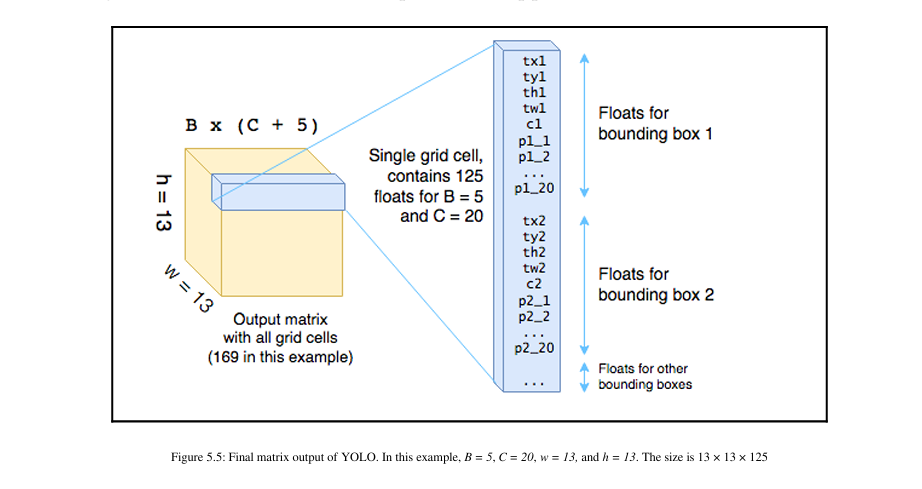 B x (C + 5)
h = 13
w = 13
Output matrix
with all grid cells
(169 in this example)
Single grid cell,
contains 125
floats for B = 5
and C = 20
tx1
ty1
th1
tw1
c1
p1_1
p1_2
...
p1_20
tx2
ty2
th2
tw2
c2
p2_1
p2_2
...
p2_20
...
Floats for
bounding box 1
Floats for
bounding box 2
Floats for other
bounding boxes
Figure 5.5: Final matrix output of YOLO. In this example, B = 5, C = 20, w = 13, and h = 13. The size is 13 × 13 × 125